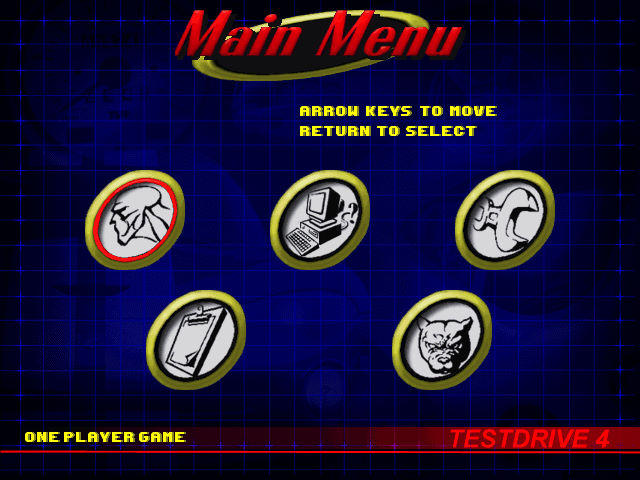 Main Menu
ARROW KEYS TO MOVE
RETURN TO SELECT
ONE PLAYER GAME
TESTDRIVE 4